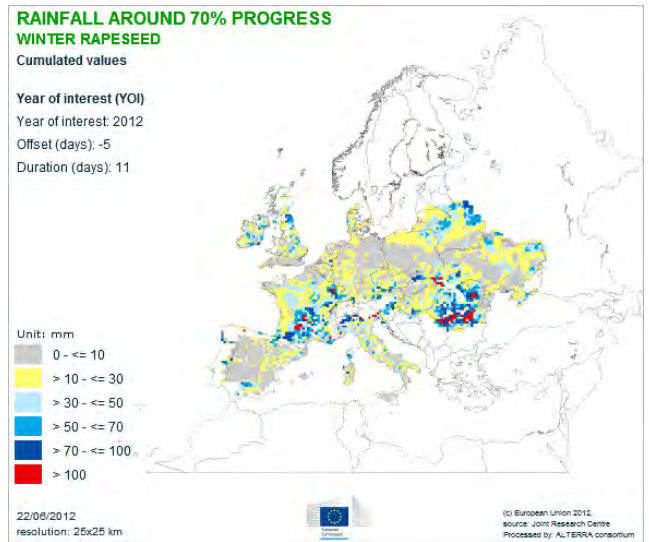 RAINFALL AROUND 70% PROGRESS
WINTER RAPESEED
Cumulated values
Year of interest (YOI)
Year of interest: 2012
Offset (days): -5
Duration (days): 11
Unit: mm
0 - <= 10
> 10 - <= 30
> 30 - <= 50
> 50 - <= 70
> 70 - <= 100
> 100
22/06/2012
resolution: 25x25 km
European
Commission
(c) European Union 2012,
source: Joint Research Centre
Processed by: ALTERRA consortium